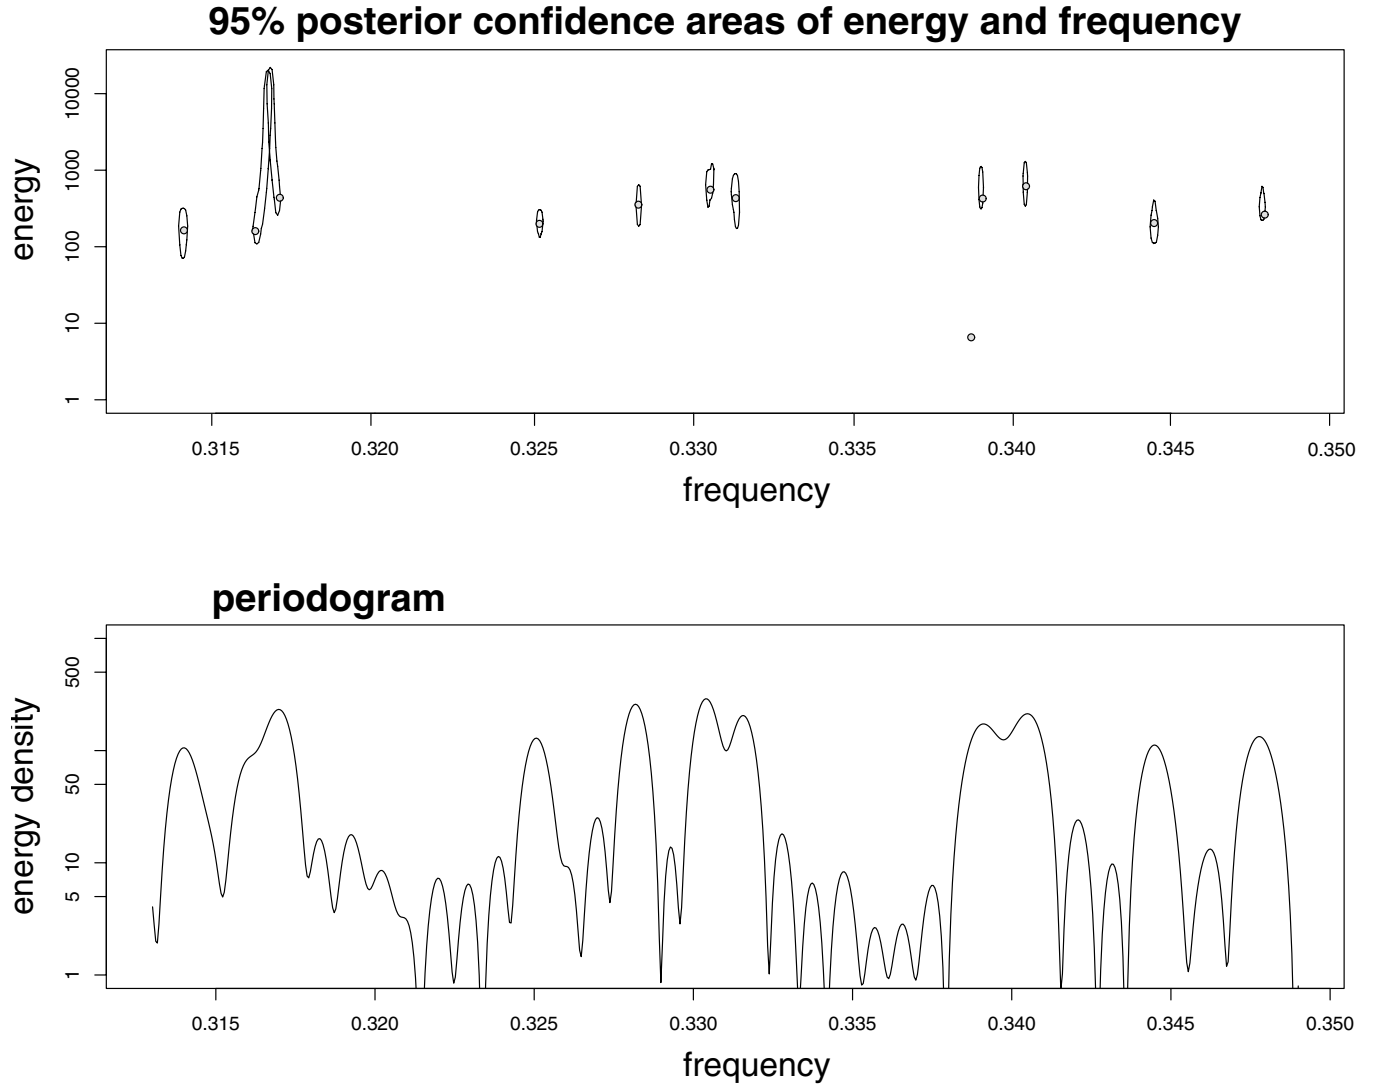 95% posterior confidence areas of energy and frequency
energy
10000
1000
100
10
1
0.315 0.320 0.325 0.330 0.335 0.340 0.345 0.350
frequency
periodogram
energy density
500
50
10
5
1
0.315 0.320 0.325 0.330 0.335 0.340 0.345 0.350
frequency